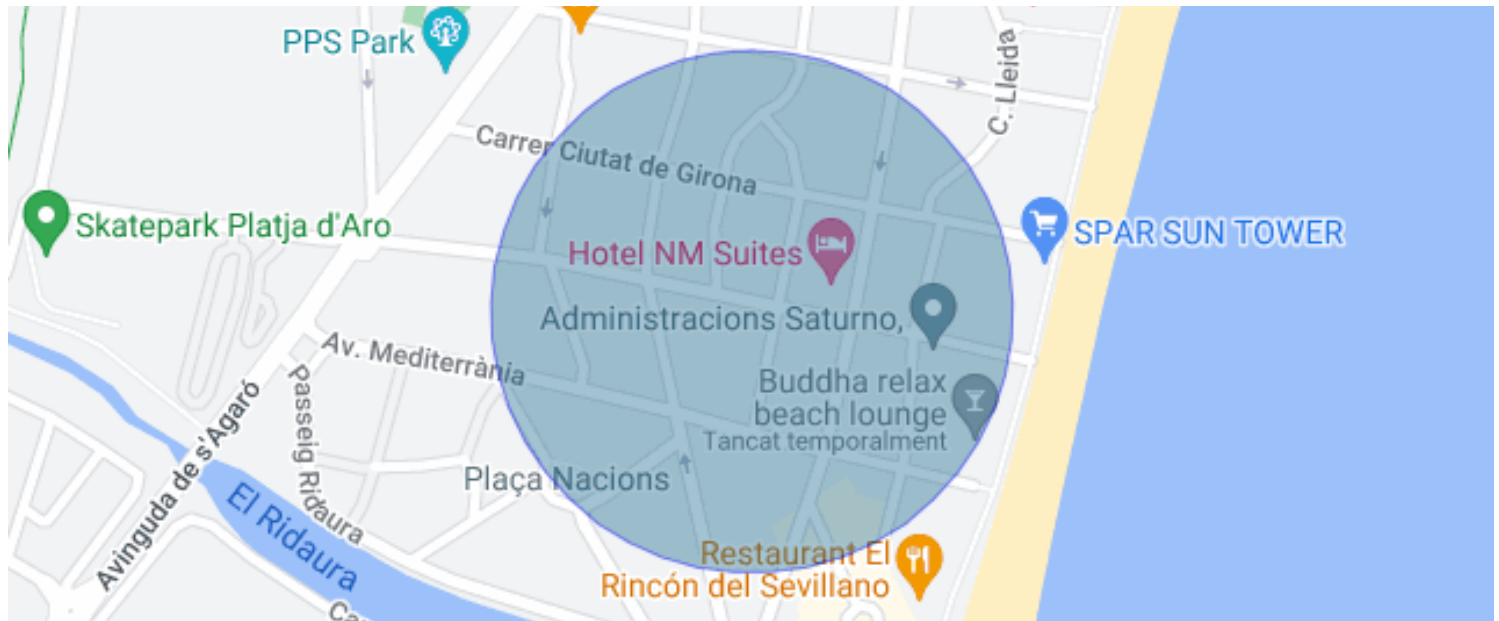 PPS Park
C. Lleida
Carrer Ciutat de Girona
Skatepark Platja d'Aro
Hotel NM Suites
SPAR SUN TOWER
Administracions Saturno,
Av. Mediterrània
Buddha relax
beach lounge
Tancat temporalment
Passeig Ridaura
Avinguda de s'Agaró
Plaça Nacions
El Ridaura
Restaurant El
Rincón del Sevillano